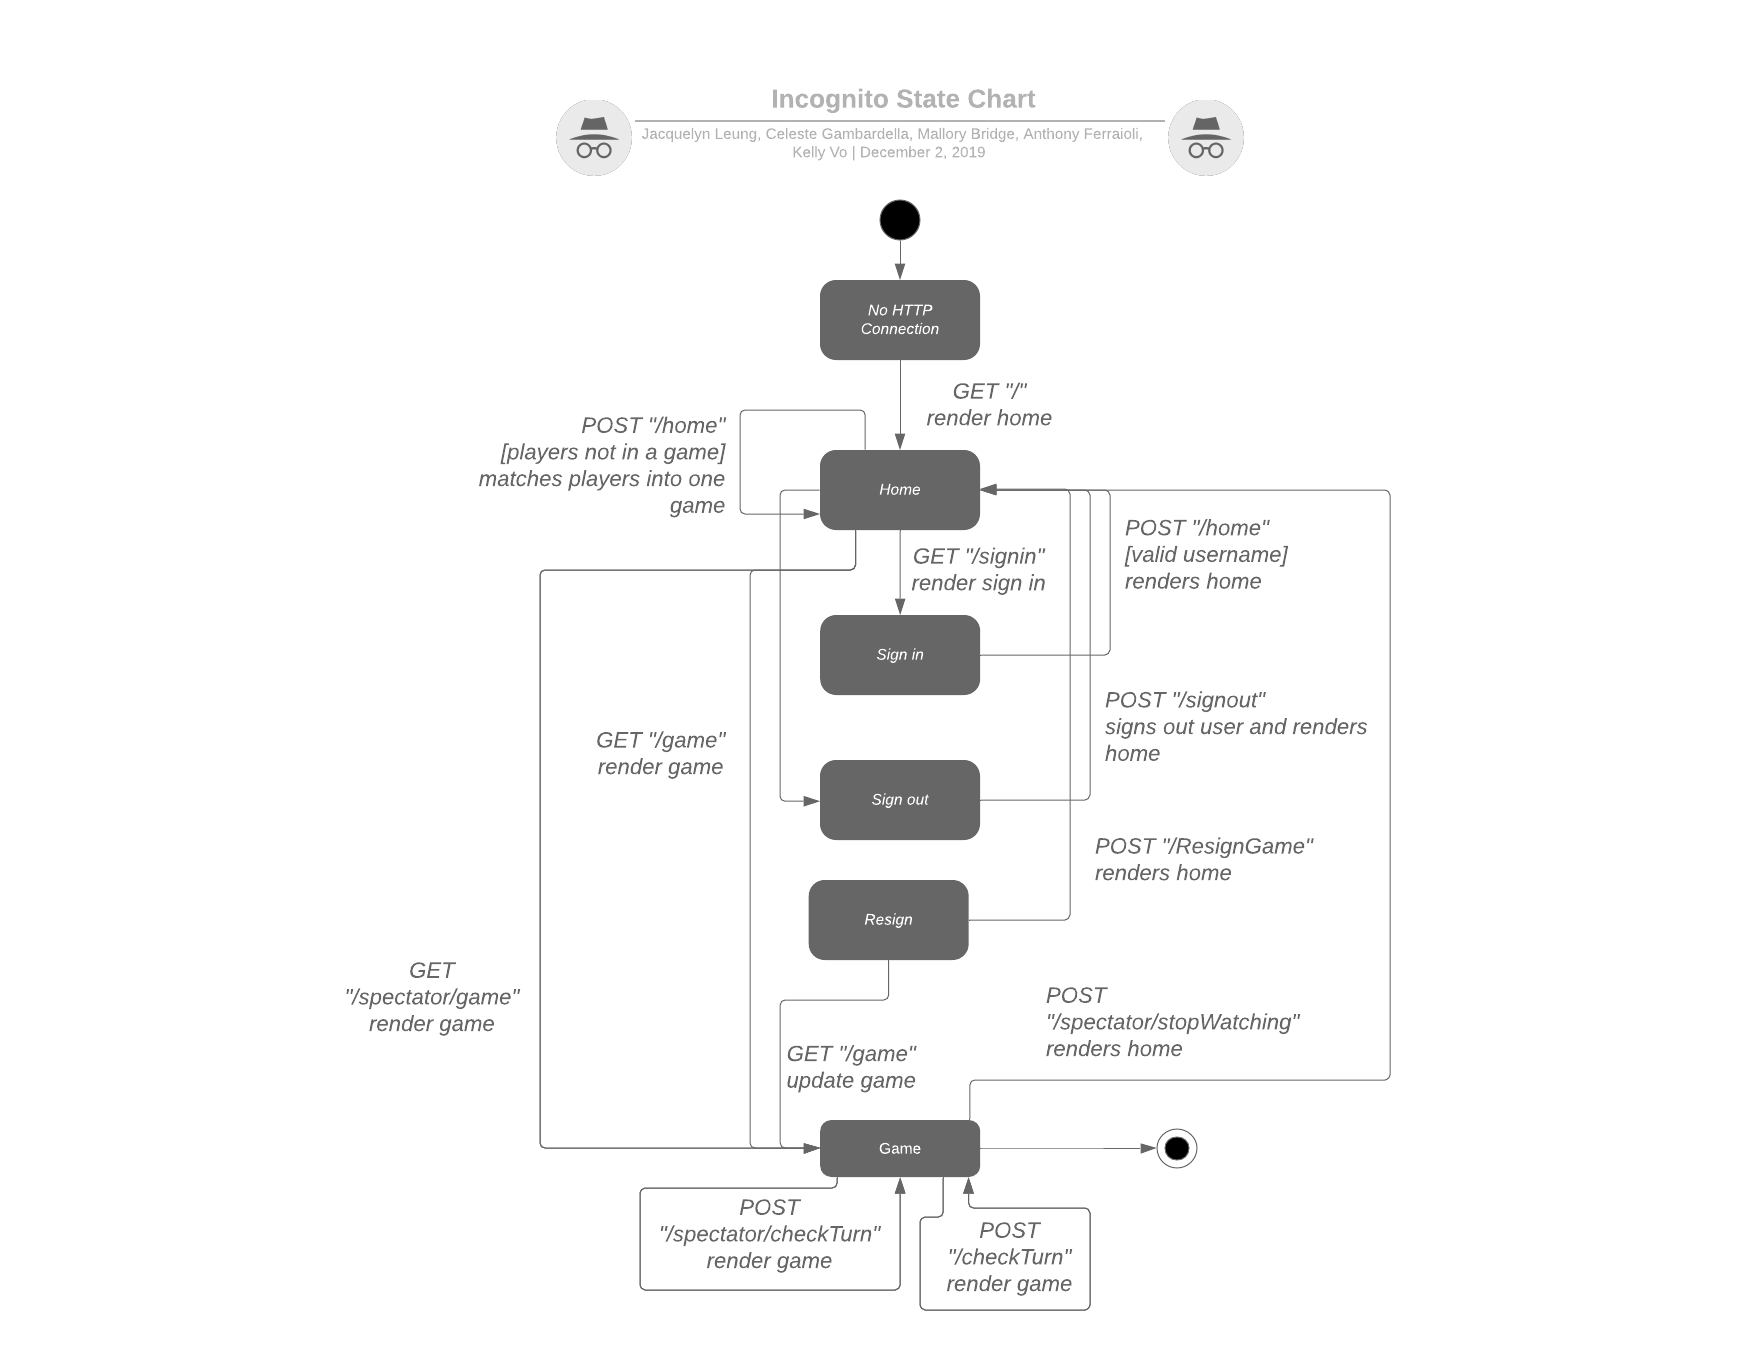 Incognito State Chart
Jacquelyn Leung, Celeste Gambardella, Mallory Bridge, Anthony Ferraioli,
Kelly Vo | December 2, 2019
No HTTP
Connection
GET "/"
render home
POST "/home"
[players not in a game]
matches players into one
game
Home
POST "/home"
[valid username]
renders home
GET "/signin"
render sign in
Sign in
POST "/signout"
signs out user and renders
home
GET "/game"
render game
Sign out
POST "/ResignGame"
renders home
Resign
GET
"/spectator/game"
render game
POST
"/spectator/stopWatching"
renders home
GET "/game"
update game
Game
POST
"/spectator/checkTurn"
render game
POST
"/checkTurn"
render game